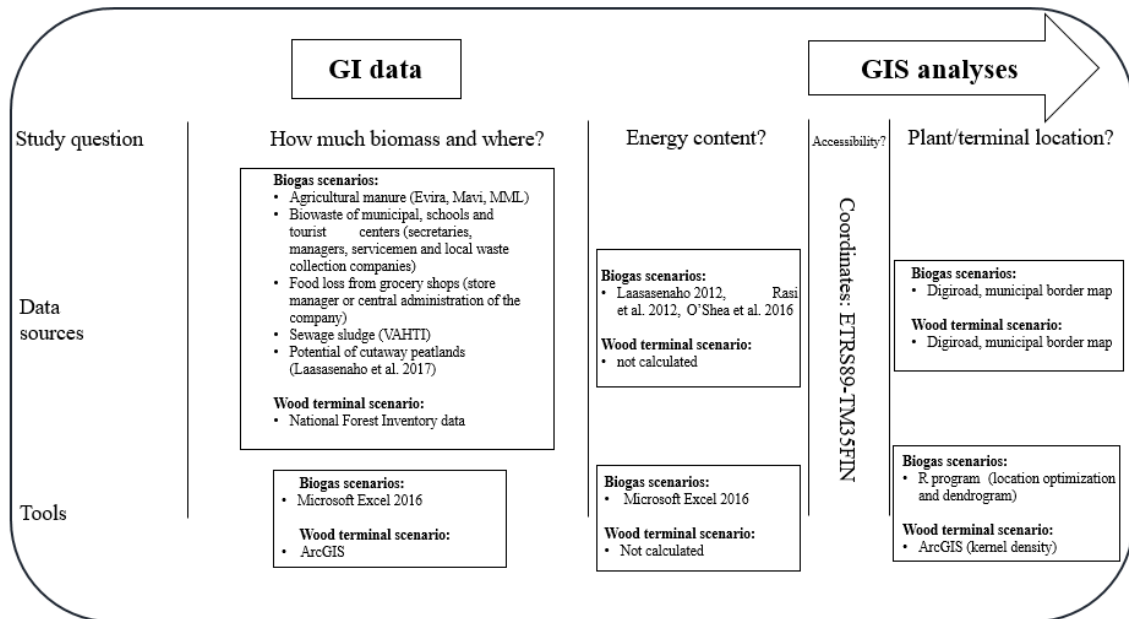 GI data
GIS analyses
Study question
How much biomass and where?
Energy content?
Accessibility?
Plant/terminal location?
Data
sources
Biogas scenarios:
• Agricultural manure (Evira, Mavi, MML)
• Biowaste of municipal, schools and
tourist centers (secretaries,
managers, servicemen and local waste
collection companies)
• Food loss from grocery shops (store
manager or central administration of the
company)
• Sewage sludge (VAHTI)
• Potential of cutaway peatlands
(Laasasenaho et al. 2017)
Wood terminal scenario:
• National Forest Inventory data
Biogas scenarios:
• Laasasenaho 2012, Rasi
et al. 2012, O'Shea et al. 2016
Wood terminal scenario:
• not calculated
Coordinates: ETRS89-TM35FIN
Biogas scenarios:
• Digiroad, municipal border map
Wood terminal scenario:
• Digiroad, municipal border map
Tools
Biogas scenarios:
• Microsoft Excel 2016
Wood terminal scenario:
• ArcGIS
Biogas scenarios:
• Microsoft Excel 2016
Wood terminal scenario:
• Not calculated
Biogas scenarios:
• R program (location optimization
and dendrogram)
Wood terminal scenario:
• ArcGIS (kernel density)